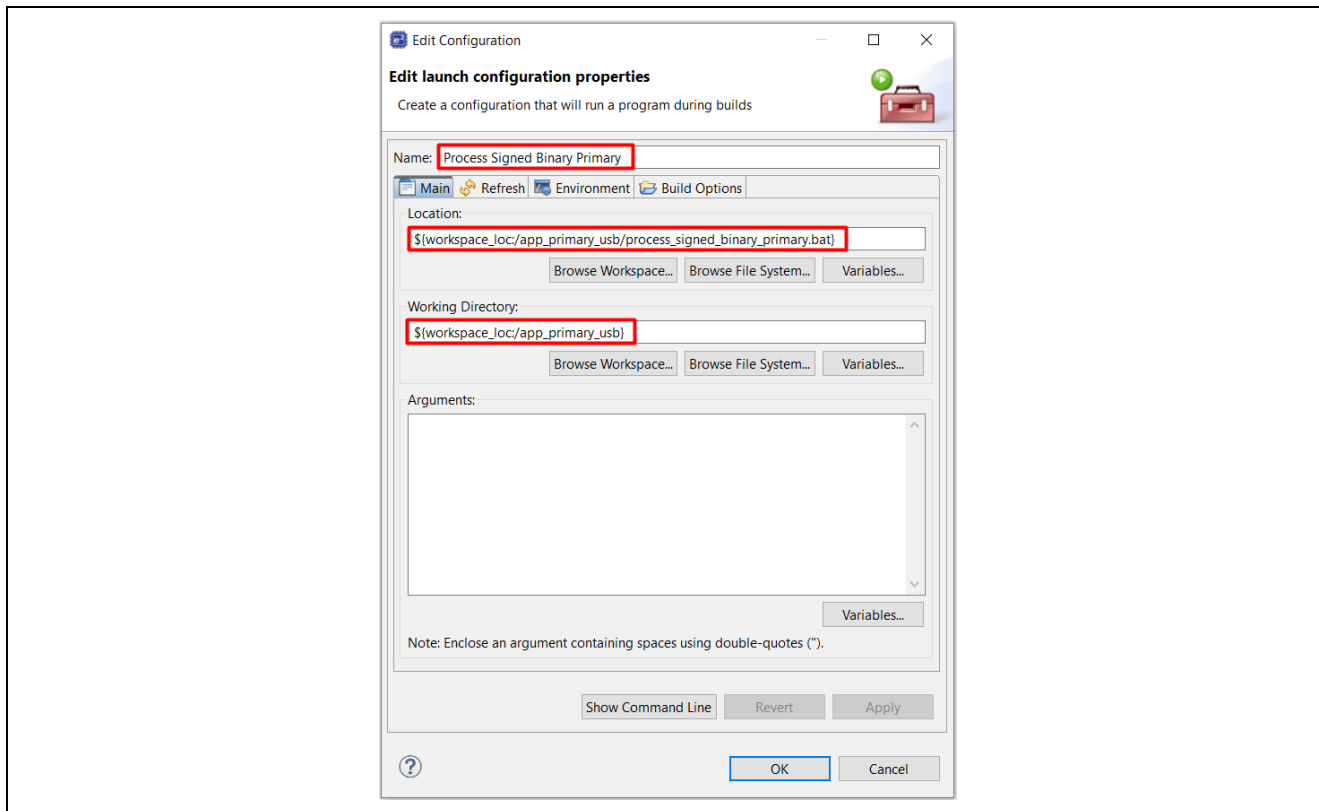 Edit Configuration
Edit launch configuration properties
Create a configuration that will run a program during builds
Name: Process Signed Binary Primary
Main Refresh Environment Build Options
Location:
${workspace_loc:/app_primary_usb/process_signed_binary_primary.bat}
Browse Workspace... Browse File System... Variables...
Working Directory:
${workspace_loc:/app_primary_usb}
Browse Workspace... Browse File System... Variables...
Arguments:
Variables...
Note: Enclose an argument containing spaces using double-quotes (").
Show Command Line Revert Apply
? OK Cancel